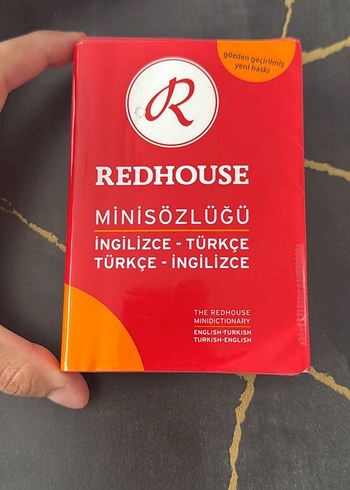 gözden geçirilmiş
yeni baskı
R
REDHOUSE
MİNİSÖZLÜĞÜ
İNGİLİZCE - TÜRKÇE
TÜRKÇE - İNGİLİZCE
THE REDHOUSE
MINIDICTIONARY
ENGLISH-TURKISH
TURKISH-ENGLISH